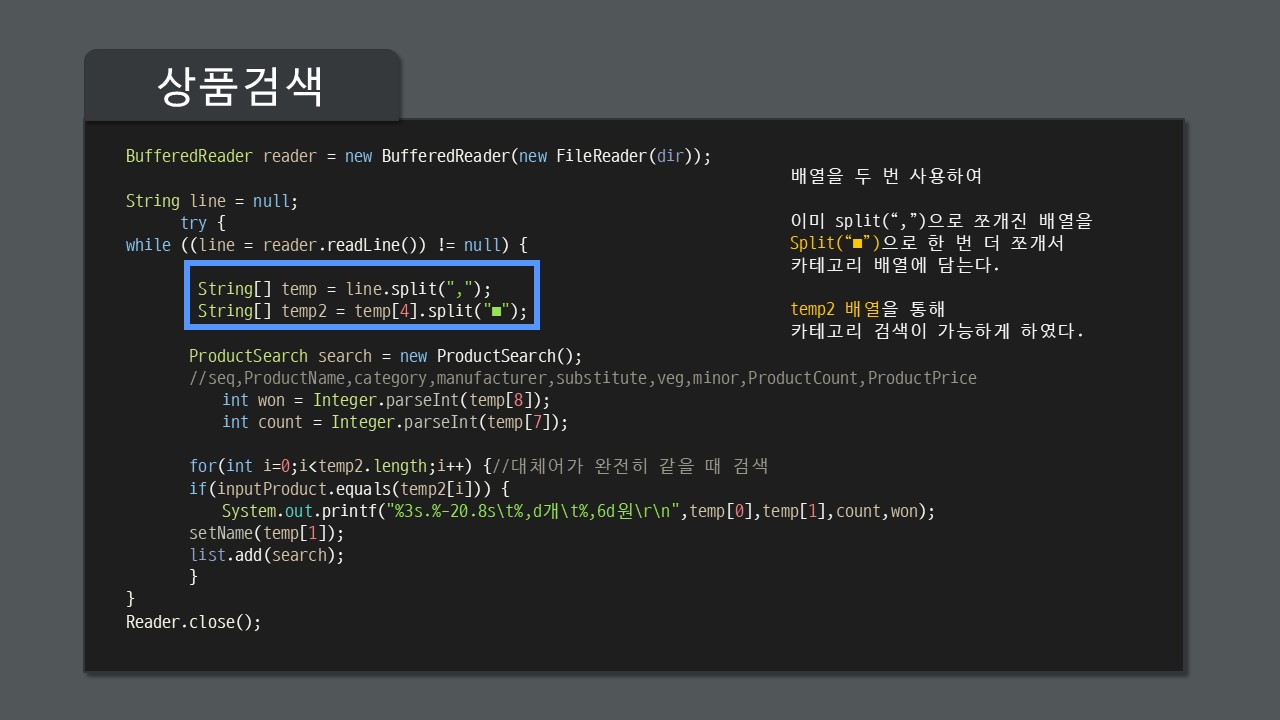 상품검색
BufferedReader reader = new BufferedReader(new FileReader(dir));
String line = null;
try {
while ((line = reader.readLine()) != null) {
String[] temp = line.split(",");
String[] temp2 = temp[4].split("■");
ProductSearch search = new ProductSearch();
//seq,ProductName,category,manufacturer,substitute,veg,minor,ProductCount,ProductPrice
int won = Integer.parseInt(temp[8]);
int count = Integer.parseInt(temp[7]);
for(int i=0;i<temp2.length;i++) {//대체어가 완전히 같을 때 검색
if(inputProduct.equals(temp2[i])) {
System.out.printf("%3s.%-20.8s\t%,d개\t%,6d원\r\n",temp[0],temp[1],count,won);
setName(temp[1]);
list.add(search);
}
}
Reader.close();
배열을 두 번 사용하여
이미 split(“,”)으로 쪼개진 배열을
Split(“■”)으로 한 번 더 쪼개서
카테고리 배열에 담는다.
temp2 배열을 통해
카테고리 검색이 가능하게 하였다.